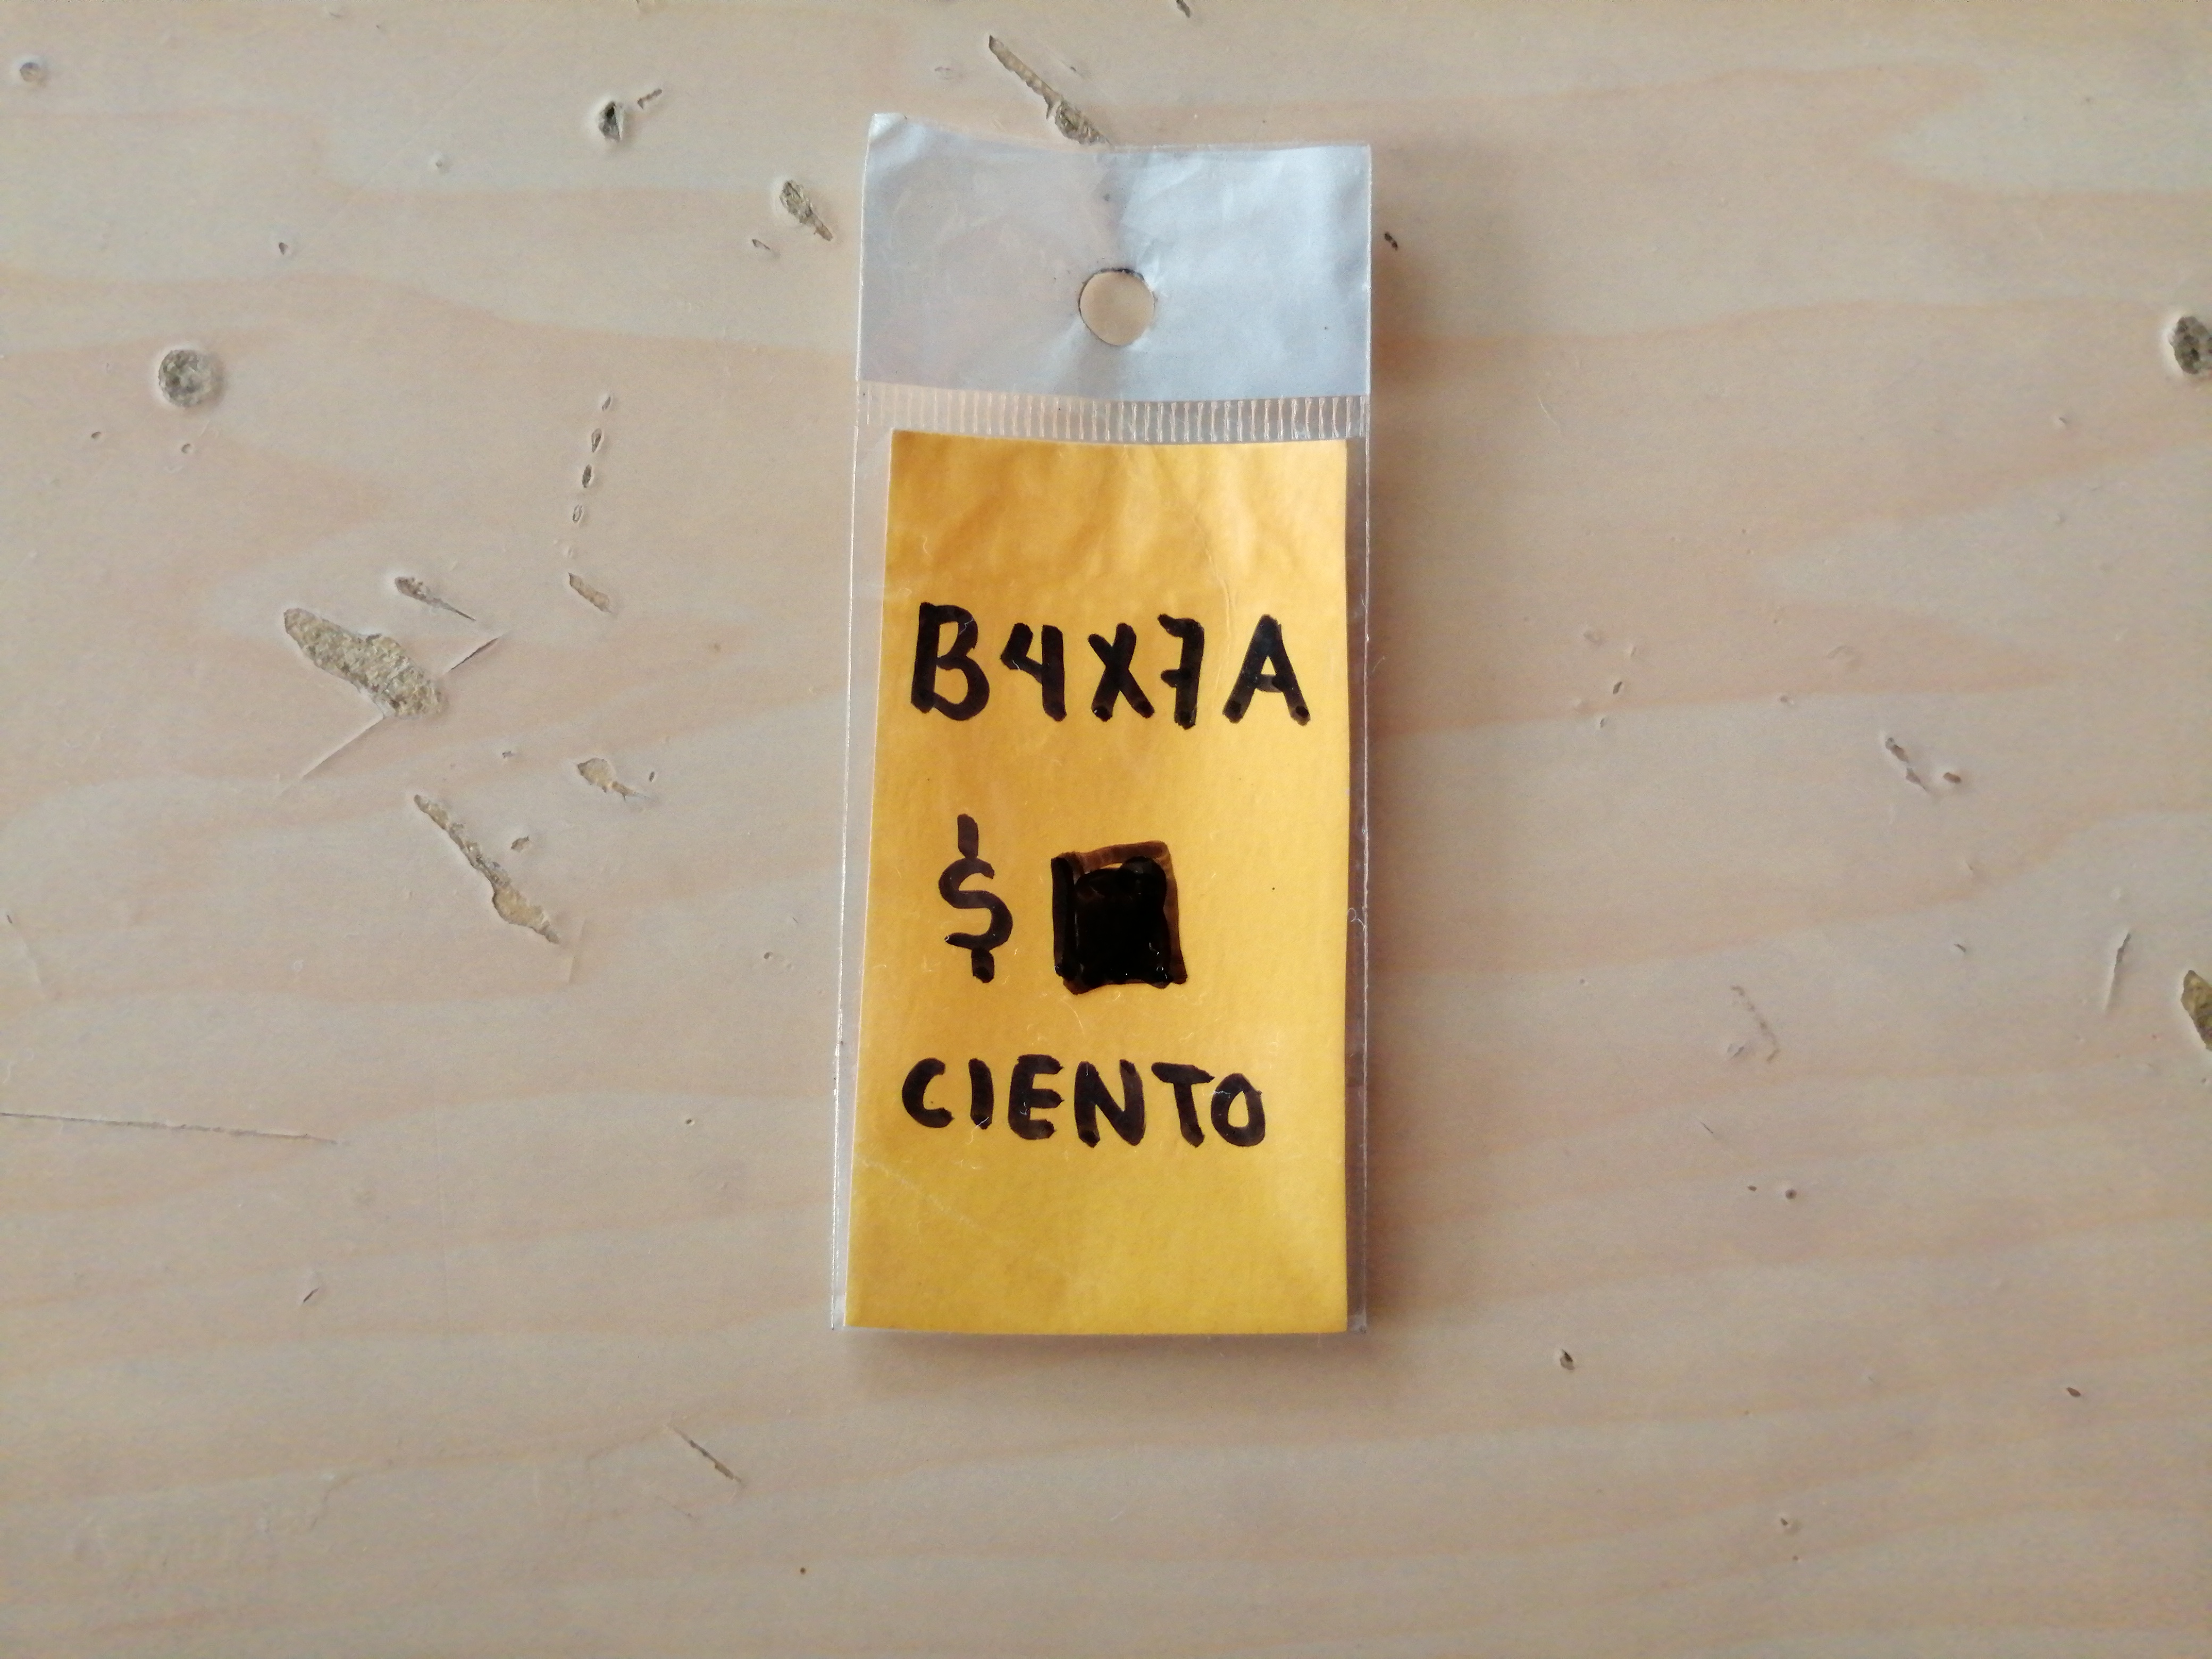 B4X7A
$
CIENTO